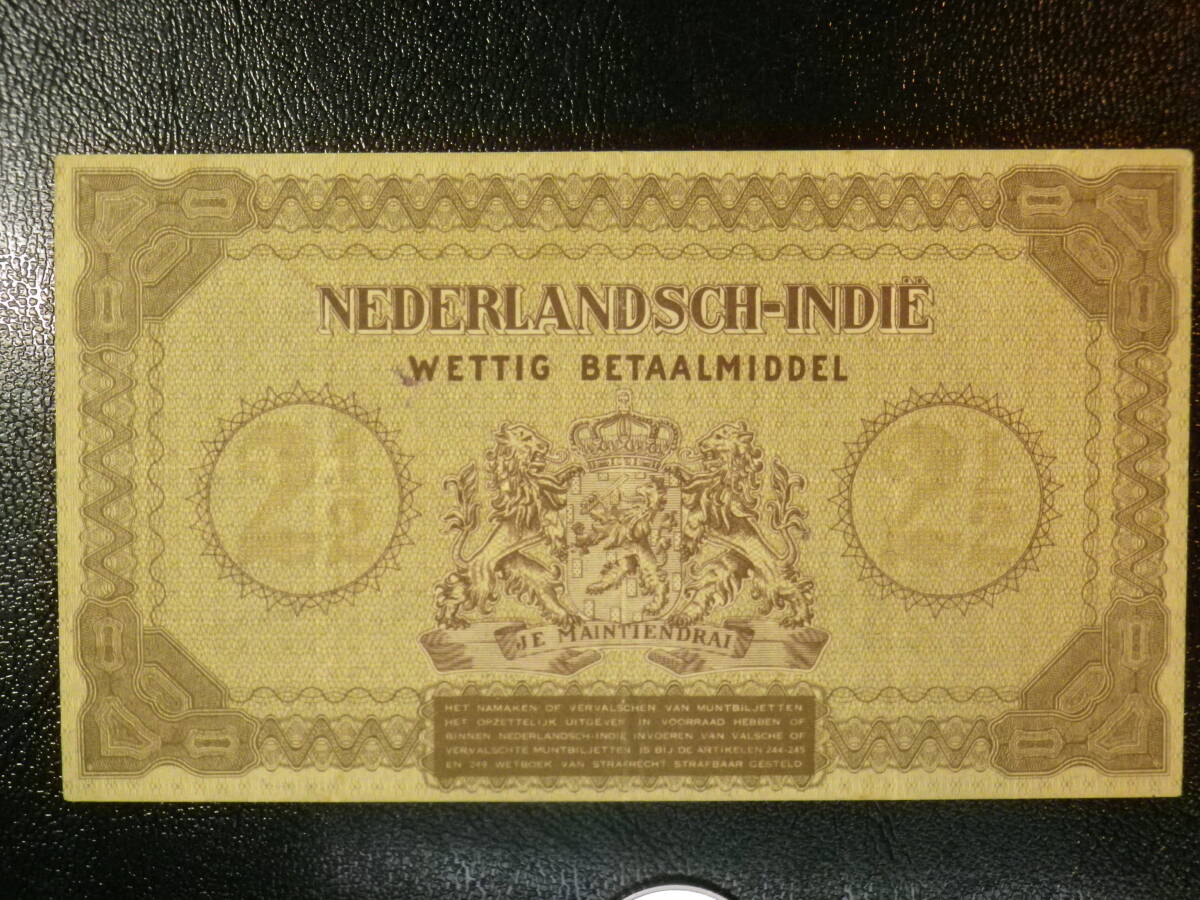 NEDERLANDSCH-INDIË
WETTIG BETAALMIDDEL
2½ 2½
JE MAINTIENDRAI
HET NAMAKEN OF VERVALSCHEN VAN MUNTBILJETTEN
HET OPZETTELIJK UITGEVEN IN VOORRAAD HEBBEN OF
BINNEN NEDERLANDSCH-INDIË INVOEREN VAN VALSCHE OF
VERVALSCHTE MUNTBILJETTEN IS BIJ DE ARTIKELEN 244-245
EN 249 WETBOEK VAN STRAFRECHT STRAFBAAR GESTELD